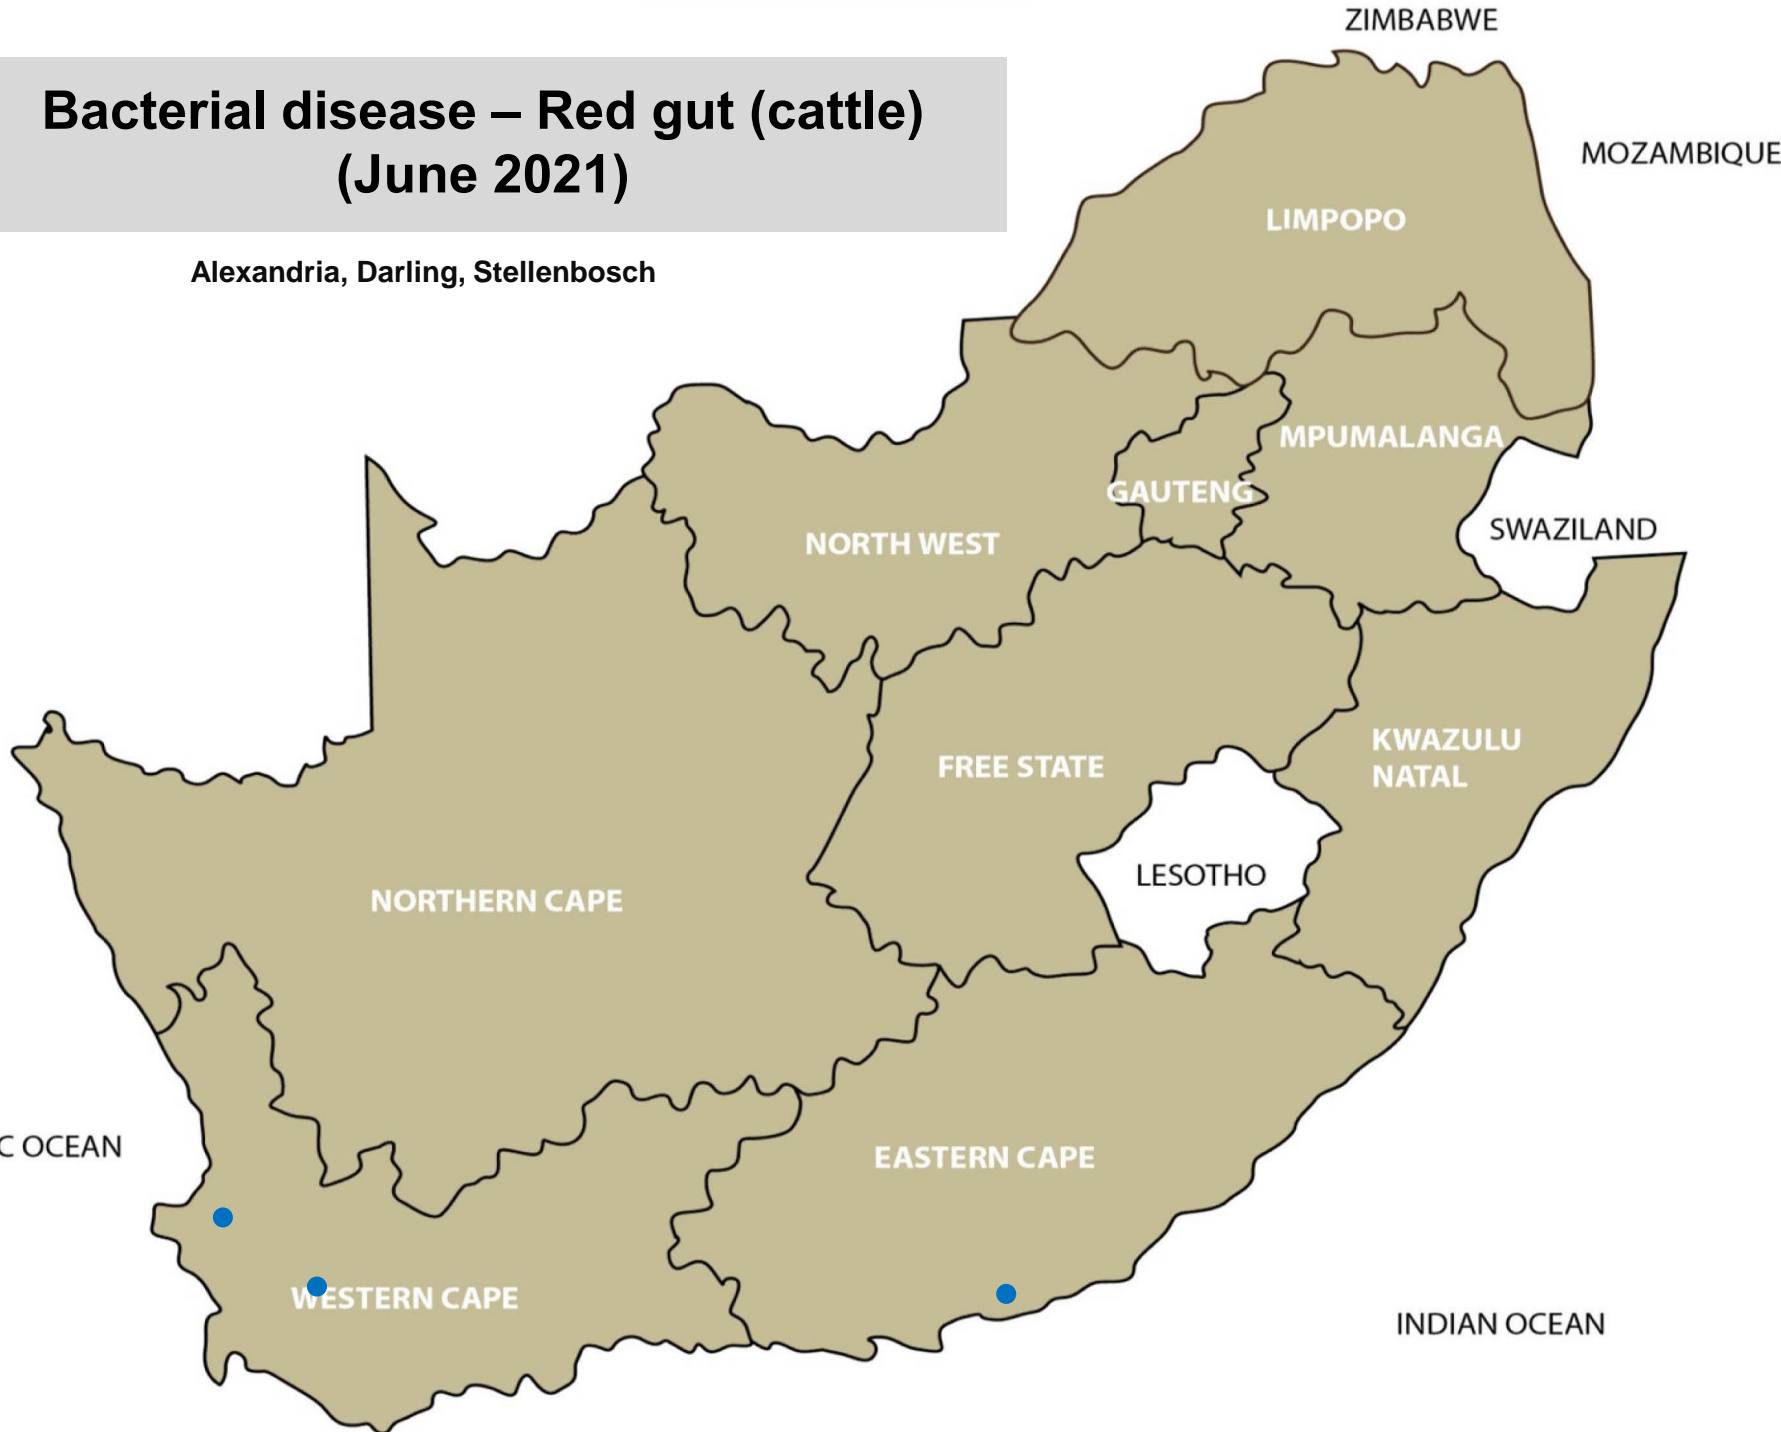 ZIMBABWE
Bacterial disease – Red gut (cattle)
(June 2021)
MOZAMBIQUE
LIMPOPO
Alexandria, Darling, Stellenbosch
MPUMALANGA
GAUTENG
SWAZILAND
NORTH WEST
KWAZULU
NATAL
FREE STATE
LESOTHO
NORTHERN CAPE
C OCEAN
EASTERN CAPE
WESTERN CAPE
INDIAN OCEAN